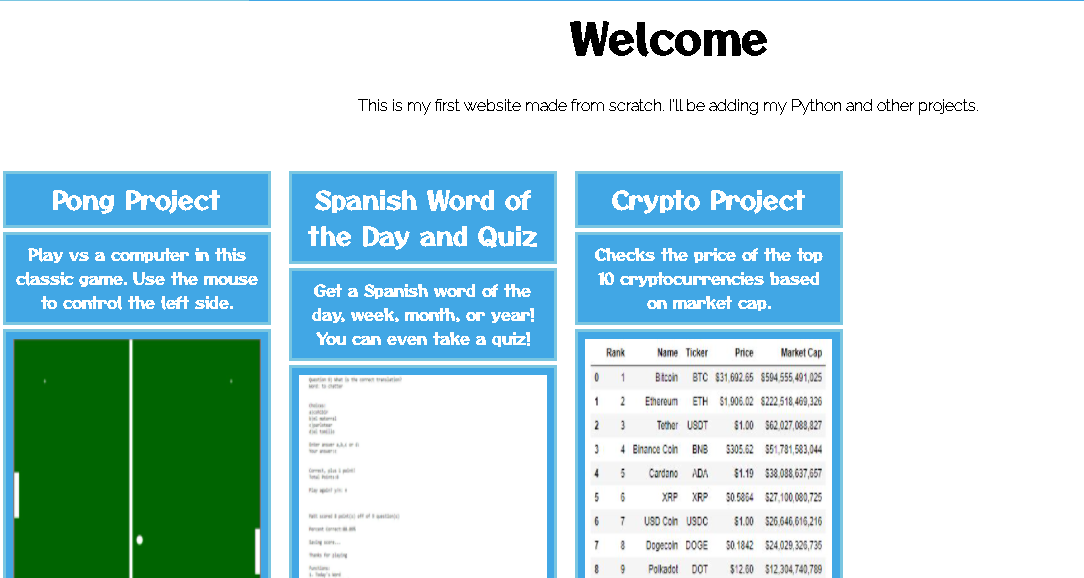 Welcome
This is my first website made from scratch. I'll be adding my Python and other projects.
Pong Project
Play vs a computer in this
classic game. Use the mouse
to control the left side.
Spanish Word of
the Day and Quiz
Get a Spanish word of the
day, week, month, or year!
You can even take a quiz!
Thanks for playing
Crypto Project
Checks the price of the top
10 cryptocurrencies based
on market cap.
Rank Name Ticker Price Market Cap
0 1 Bitcoin BTC $31,692.65 $594,555,491,025
1 2 Ethereum ETH $1,906.02 $222,518,469,326
2 3 Tether USDT $1.00 $62,027,088,827
3 4 Binance Coin BNB $305.62 $51,781,583,044
4 5 Cardano ADA $1.19 $38,088,637,657
5 6 XRP XRP $0.5864 $27,100,080,725
6 7 USD Coin USDC $1.00 $26,646,616,216
7 8 Dogecoin DOGE $0.1842 $24,029,326,735
8 9 Polkadot DOT $12.60 $12,304,740,789